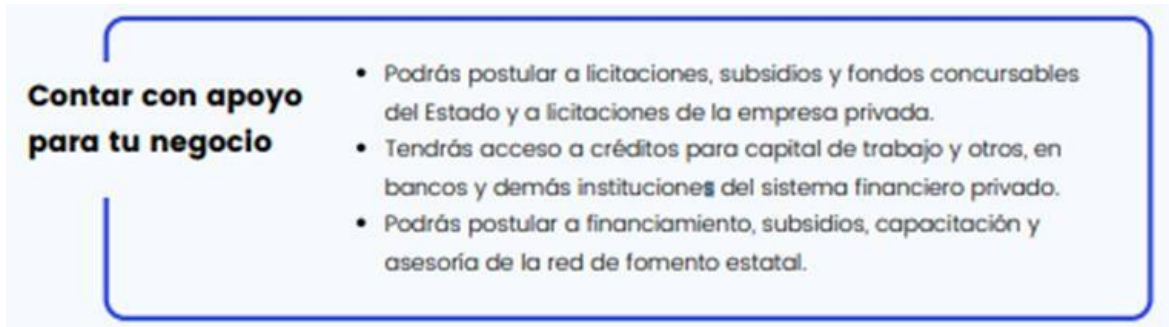 Contar con apoyo
para tu negocio
• Podrás postular a licitaciones, subsidios y fondos concursables
del Estado y a licitaciones de la empresa privada.
• Tendrás acceso a créditos para capital de trabajo y otros, en
bancos y demás instituciones del sistema financiero privado.
• Podrás postular a financiamiento, subsidios, capacitación y
asesoría de la red de fomento estatal.